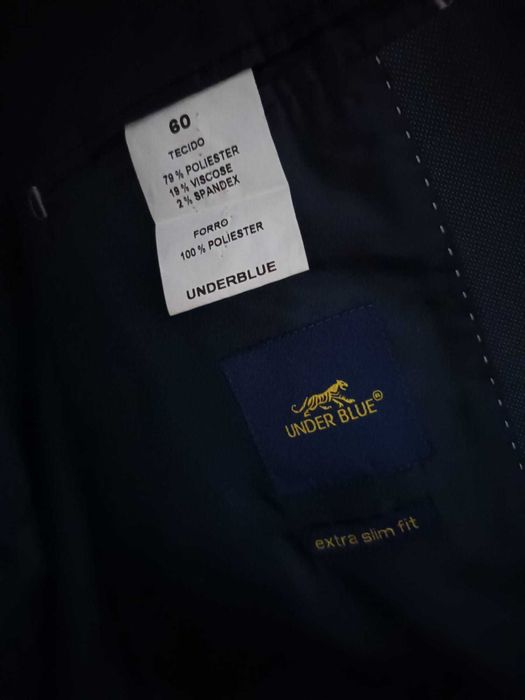 60
TECIDO
79% POLIESTER
19% VISCOSE
2% SPANDEX
FORRO
100% POLIESTER
UNDERBLUE
UNDER BLUE®
extra slim fit